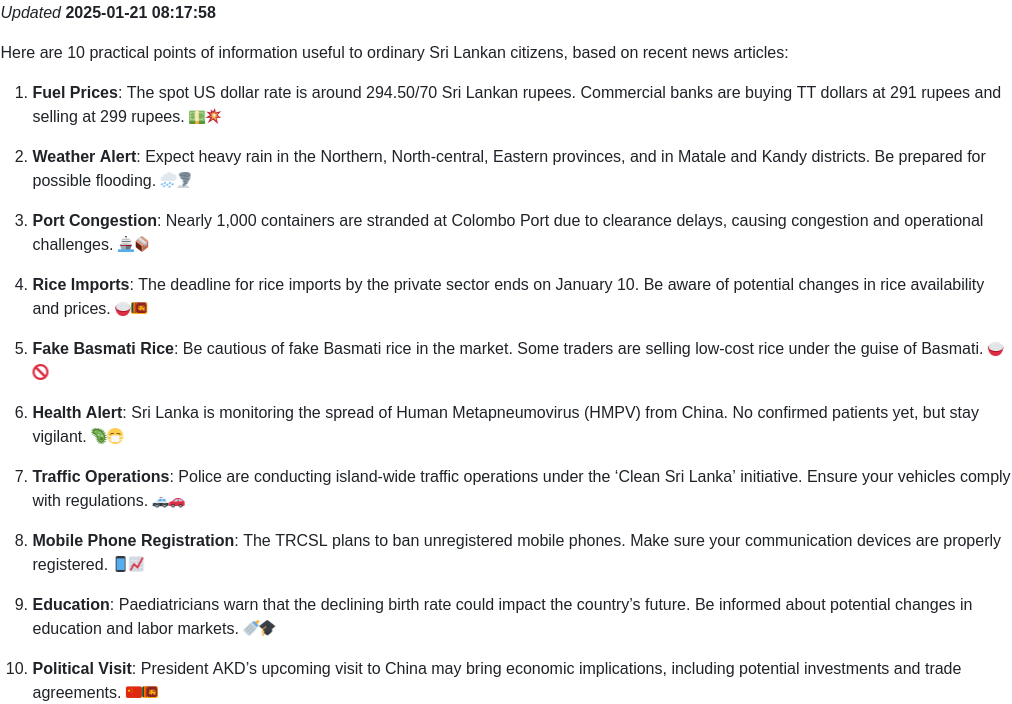 Updated 2025-01-21 08:17:58
Here are 10 practical points of information useful to ordinary Sri Lankan citizens, based on recent news articles:
1. Fuel Prices: The spot US dollar rate is around 294.50/70 Sri Lankan rupees. Commercial banks are buying TT dollars at 291 rupees and
selling at 299 rupees. 💵💥
2. Weather Alert: Expect heavy rain in the Northern, North-central, Eastern provinces, and in Matale and Kandy districts. Be prepared for
possible flooding. 🌧️🌪️
3. Port Congestion: Nearly 1,000 containers are stranded at Colombo Port due to clearance delays, causing congestion and operational
challenges. 🚢📦
4. Rice Imports: The deadline for rice imports by the private sector ends on January 10. Be aware of potential changes in rice availability
and prices. 🍚🇱🇰
5. Fake Basmati Rice: Be cautious of fake Basmati rice in the market. Some traders are selling low-cost rice under the guise of Basmati. 🍚
🚫
6. Health Alert: Sri Lanka is monitoring the spread of Human Metapneumovirus (HMPV) from China. No confirmed patients yet, but stay
vigilant. 🦠😷
7. Traffic Operations: Police are conducting island-wide traffic operations under the ‘Clean Sri Lanka’ initiative. Ensure your vehicles comply
with regulations. 🚓🚗
8. Mobile Phone Registration: The TRCSL plans to ban unregistered mobile phones. Make sure your communication devices are properly
registered. 📱📈
9. Education: Paediatricians warn that the declining birth rate could impact the country’s future. Be informed about potential changes in
education and labor markets. 🍼🎓
10. Political Visit: President AKD’s upcoming visit to China may bring economic implications, including potential investments and trade
agreements. 🇨🇳🇱🇰